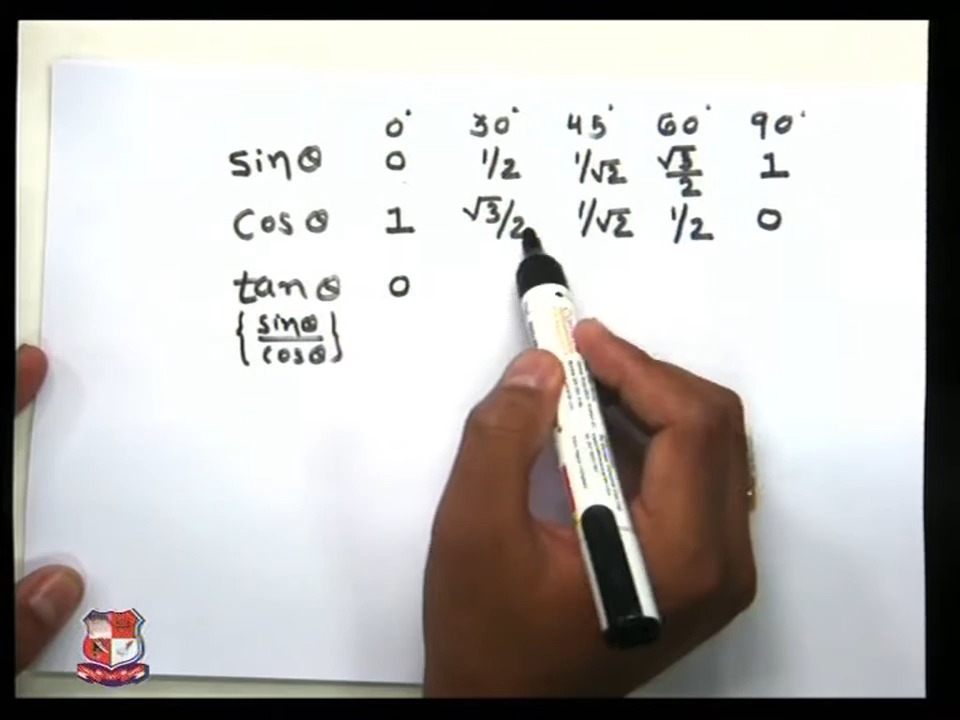 0° 30° 45° 60° 90°
sinθ 0 1/2 1/√2 √3/2 1
cosθ 1 √3/2 1/√2 1/2 0
tanθ 0
{sinθ/cosθ}